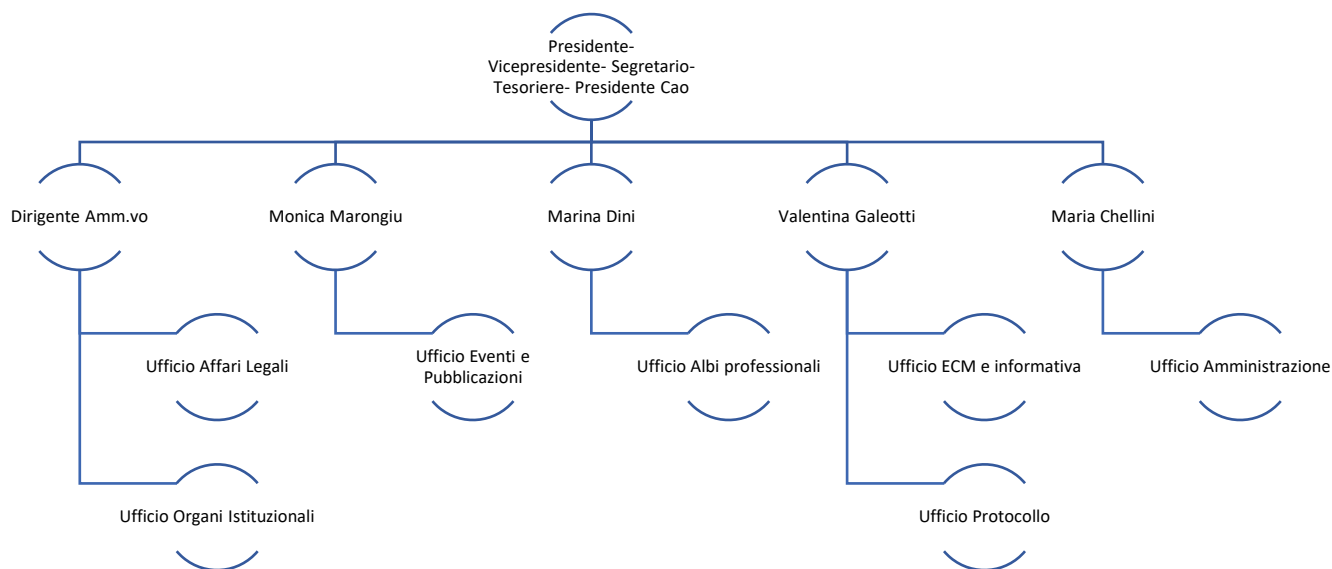 Presidente-
Vicepresidente- Segretario-
Tesoriere- Presidente Cao
Dirigente Amm.vo
Monica Marongiu
Marina Dini
Valentina Galeotti
Maria Chellini
Ufficio Affari Legali
Ufficio Eventi e
Pubblicazioni
Ufficio Albi professionali
Ufficio ECM e informativa
Ufficio Amministrazione
Ufficio Organi Istituzionali
Ufficio Protocollo